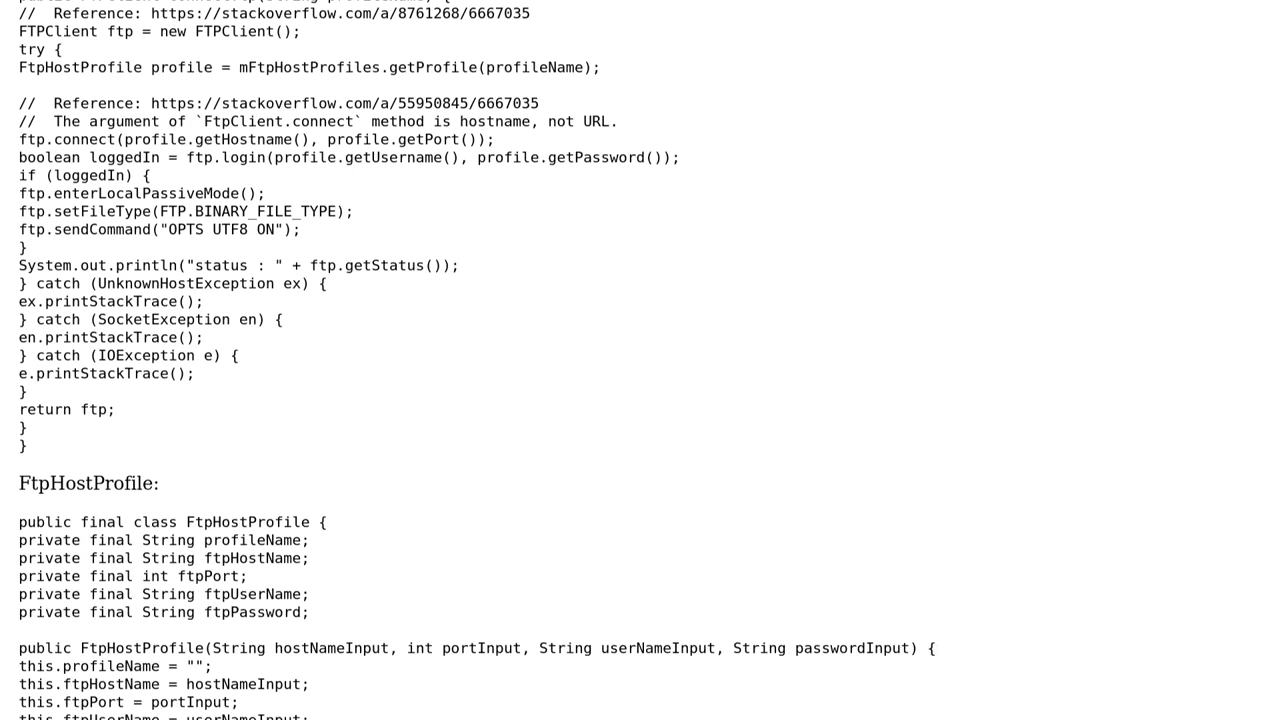 //  Reference: https://stackoverflow.com/a/8761268/6667035
FTPClient ftp = new FTPClient();
try {
FtpHostProfile profile = mFtpHostProfiles.getProfile(profileName);

//  Reference: https://stackoverflow.com/a/55950845/6667035
//  The argument of `FtpClient.connect` method is hostname, not URL.
ftp.connect(profile.getHostname(), profile.getPort());
boolean loggedIn = ftp.login(profile.getUsername(), profile.getPassword());
if (loggedIn) {
ftp.enterLocalPassiveMode();
ftp.setFileType(FTP.BINARY_FILE_TYPE);
ftp.sendCommand("OPTS UTF8 ON");
}
System.out.println("status : " + ftp.getStatus());
} catch (UnknownHostException ex) {
ex.printStackTrace();
} catch (SocketException en) {
en.printStackTrace();
} catch (IOException e) {
e.printStackTrace();
}
return ftp;
}
}

FtpHostProfile:

public final class FtpHostProfile {
private final String profileName;
private final String ftpHostName;
private final int ftpPort;
private final String ftpUserName;
private final String ftpPassword;

public FtpHostProfile(String hostNameInput, int portInput, String userNameInput, String passwordInput) {
this.profileName = "";
this.ftpHostName = hostNameInput;
this.ftpPort = portInput;
this.ftpUserName = userNameInput;